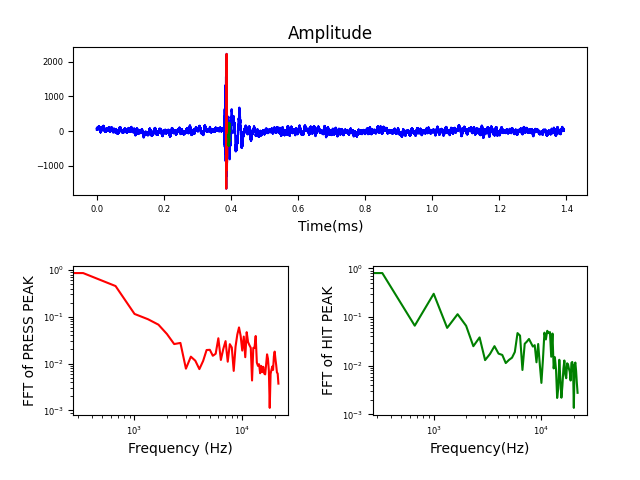 Amplitude
2000
1000
0
−1000
0.0 0.2 0.4 0.6 0.8 1.0 1.2 1.4
Time(ms)
FFT of PRESS PEAK
10⁰
10⁻¹
10⁻²
10⁻³
10³ 10⁴
Frequency (Hz)
FFT of HIT PEAK
10⁰
10⁻¹
10⁻²
10⁻³
10³ 10⁴
Frequency(Hz)